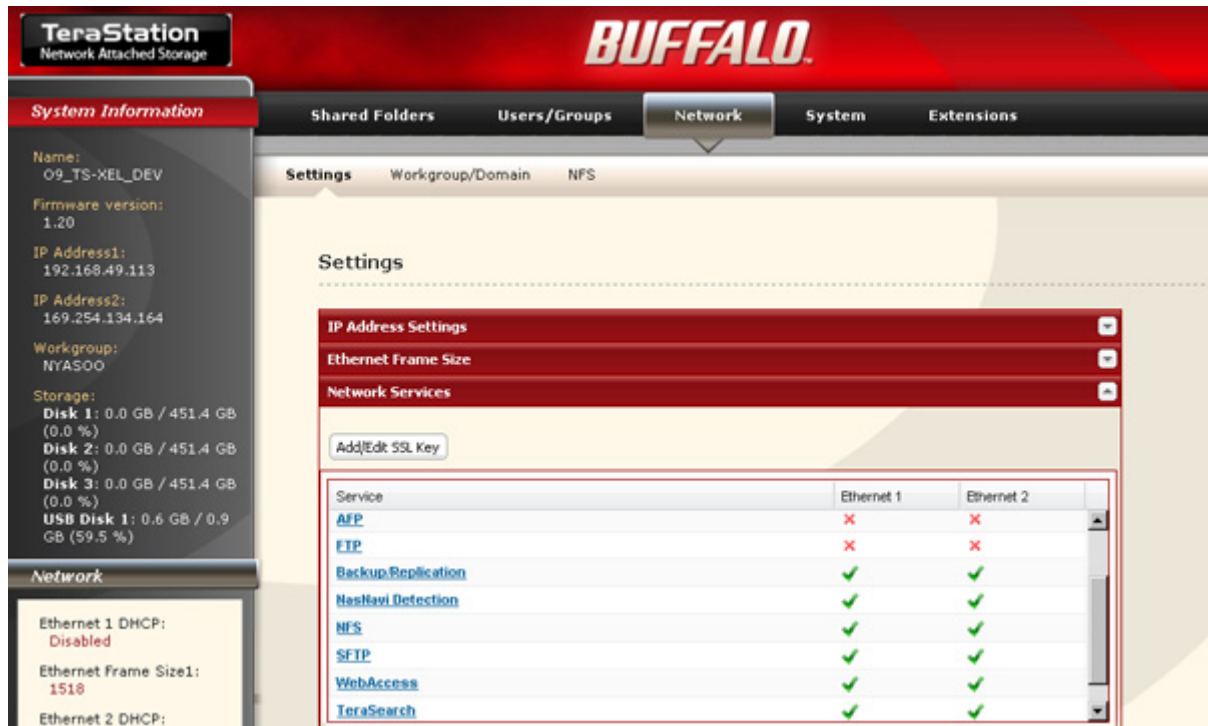 TeraStation
Network Attached Storage
BUFFALO.
System Information
Shared Folders
Users/Groups
Network
System
Extensions
Settings
Workgroup/Domain
NFS
Name:
O9_TS-XEL_DEV
Firmware version:
1.20
IP Address1:
192.168.49.113
IP Address2:
169.254.134.164
Workgroup:
NYASOO
Storage:
Disk 1: 0.0 GB / 451.4 GB
(0.0 %)
Disk 2: 0.0 GB / 451.4 GB
(0.0 %)
Disk 3: 0.0 GB / 451.4 GB
(0.0 %)
USB Disk 1: 0.6 GB / 0.9
GB (59.5 %)
Network
Ethernet 1 DHCP:
Disabled
Ethernet Frame Size1:
1518
Ethernet 2 DHCP:
Settings
IP Address Settings
Ethernet Frame Size
Network Services
Add/Edit SSL Key
Service Ethernet 1 Ethernet 2
AFP
FTP
Backup/Replication
NasNavi Detection
NFS
SFTP
WebAccess
TeraSearch